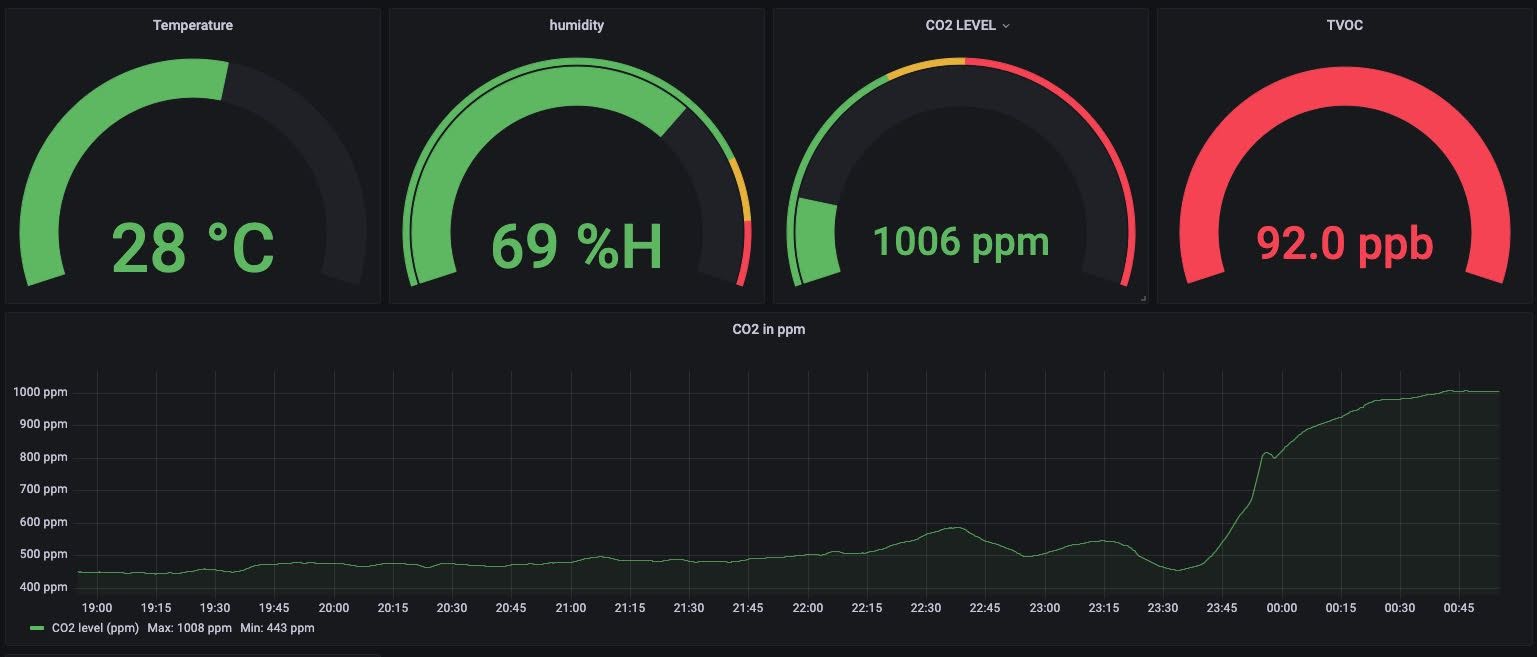 Temperature
humidity
CO2 LEVEL
TVOC
28 °C
69 %H
1006 ppm
92.0 ppb
CO2 in ppm
1000 ppm
900 ppm
800 ppm
700 ppm
600 ppm
500 ppm
400 ppm
19:00 19:15 19:30 19:45 20:00 20:15 20:30 20:45 21:00 21:15 21:30 21:45 22:00 22:15 22:30 22:45 23:00 23:15 23:30 23:45 00:00 00:15 00:30 00:45
CO2 level (ppm) Max: 1008 ppm Min: 443 ppm